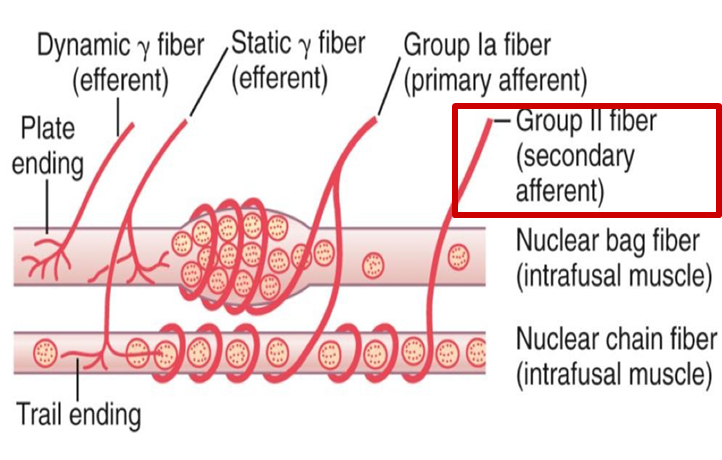 Dynamic γ fiber
(efferent)
Static γ fiber
(efferent)
Group Ia fiber
(primary afferent)
Plate
ending
Group II fiber
(secondary
afferent)
Nuclear bag fiber
(intrafusal muscle)
Nuclear chain fiber
(intrafusal muscle)
Trail ending